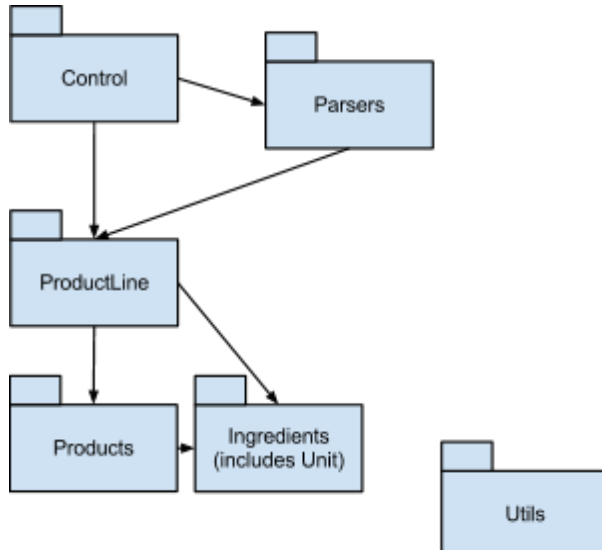 Control
Parsers
ProductLine
Products
Ingredients
(includes Unit)
Utils